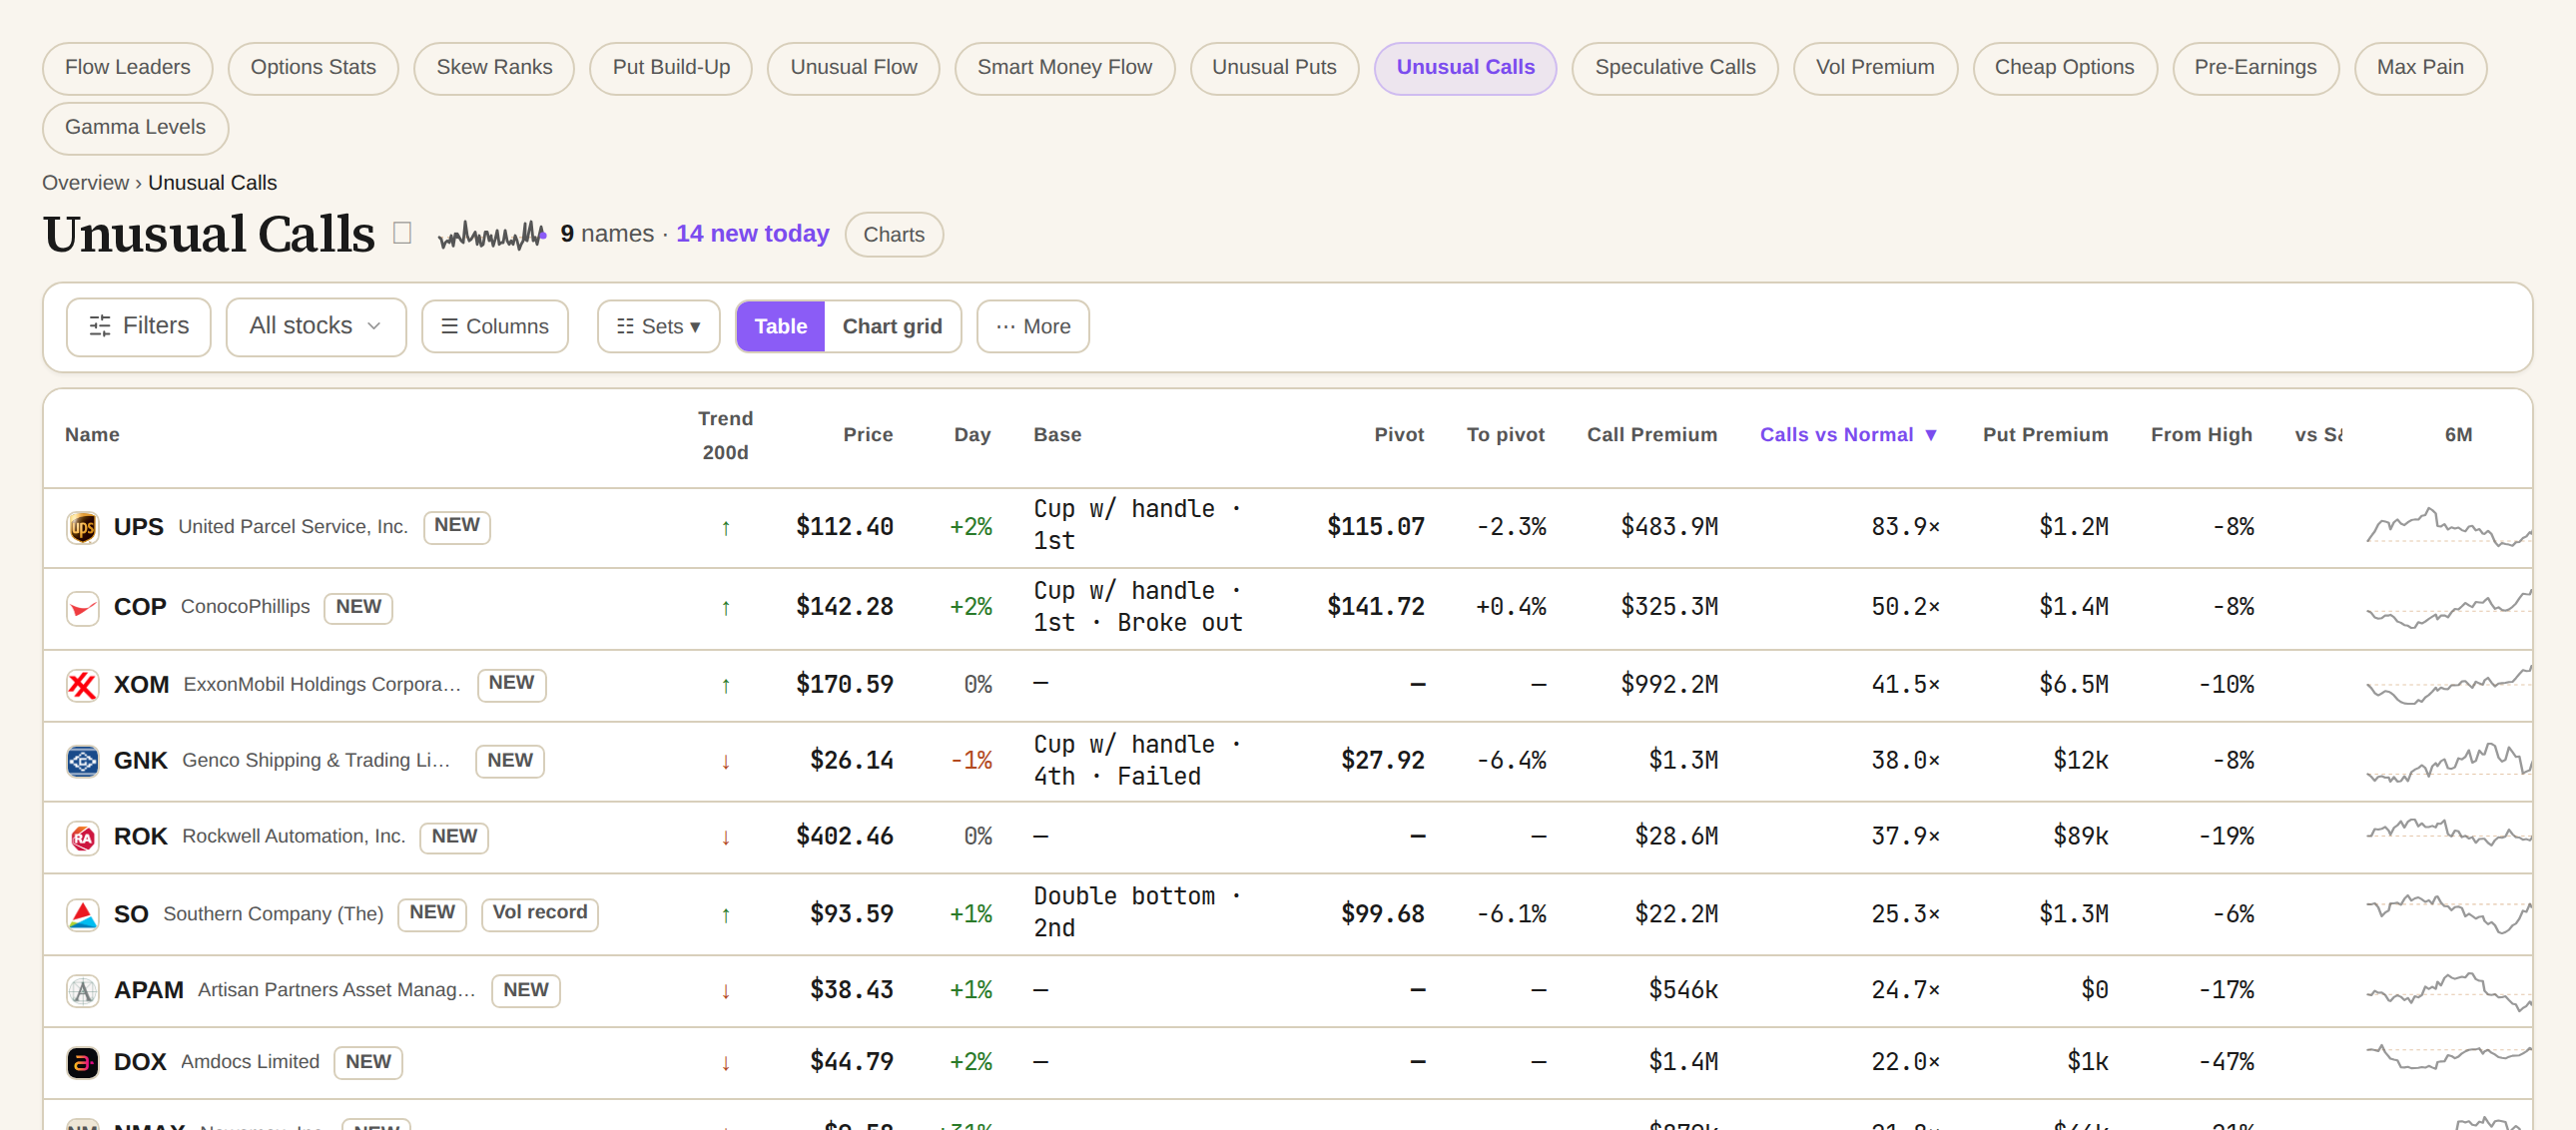 Flow Leaders Options Stats Skew Ranks Put Build-Up Unusual Flow Smart Money Flow Unusual Puts Unusual Calls Speculative Calls Vol Premium Cheap Options Pre-Earnings Max Pain
Gamma Levels
Overview › Unusual Calls
Unusual Calls 9 names · 14 new today Charts
Filters All stocks Columns Sets ▾ Table Chart grid ⋯ More
Name Trend 200d Price Day Base Pivot To pivot Call Premium Calls vs Normal ▼ Put Premium From High vs 6M
UPS United Parcel Service, Inc. NEW ↑ $112.40 +2% Cup w/ handle · 1st $115.07 -2.3% $483.9M 83.9× $1.2M -8%
COP ConocoPhillips NEW ↑ $142.28 +2% Cup w/ handle · 1st · Broke out $141.72 +0.4% $325.3M 50.2× $1.4M -8%
XOM ExxonMobil Holdings Corpora… NEW ↑ $170.59 0% — — — $992.2M 41.5× $6.5M -10%
GNK Genco Shipping & Trading Li… NEW ↓ $26.14 -1% Cup w/ handle · 4th · Failed $27.92 -6.4% $1.3M 38.0× $12k -8%
ROK Rockwell Automation, Inc. NEW ↓ $402.46 0% — — — $28.6M 37.9× $89k -19%
SO Southern Company (The) NEW Vol record ↑ $93.59 +1% Double bottom · 2nd $99.68 -6.1% $22.2M 25.3× $1.3M -6%
APAM Artisan Partners Asset Manag… NEW ↓ $38.43 +1% — — — $546k 24.7× $0 -17%
DOX Amdocs Limited NEW ↓ $44.79 +2% — — — $1.4M 22.0× $1k -47%
NMAX NEW